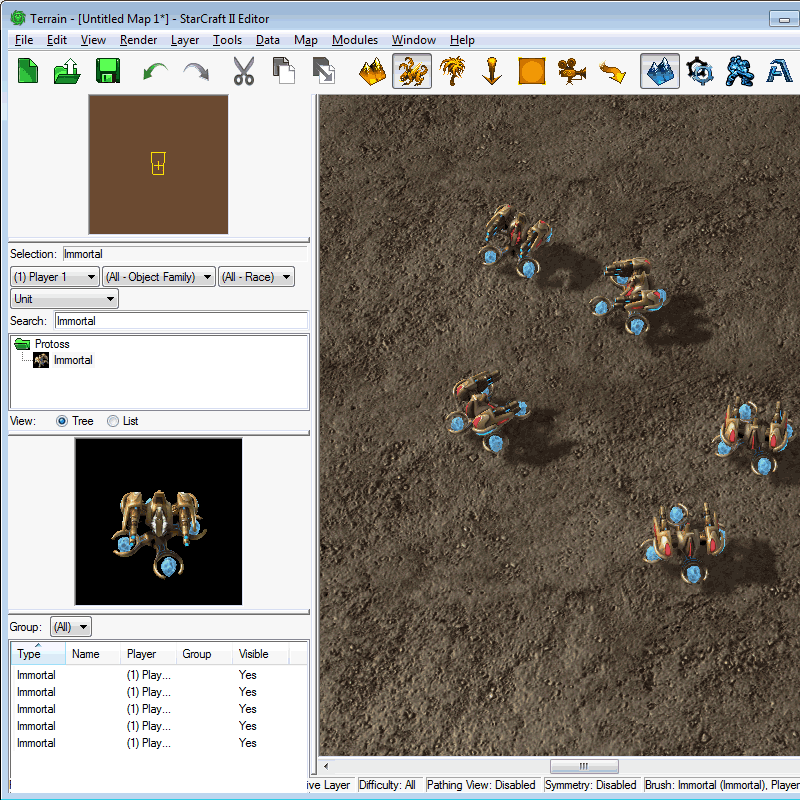 Terrain - [Untitled Map 1*] - StarCraft II Editor
File Edit View Render Layer Tools Data Map Modules Window Help
Selection: Immortal
(1) Player 1 (All - Object Family) (All - Race)
Unit
Search: Immortal
Protoss
Immortal
View: Tree List
Group: (All)
Type Name Player Group Visible
Immortal (1) Play... Yes
Immortal (1) Play... Yes
Immortal (1) Play... Yes
Immortal (1) Play... Yes
Immortal (1) Play... Yes
ive Layer Difficulty: All Pathing View: Disabled Symmetry: Disabled Brush: Immortal (Immortal), Player